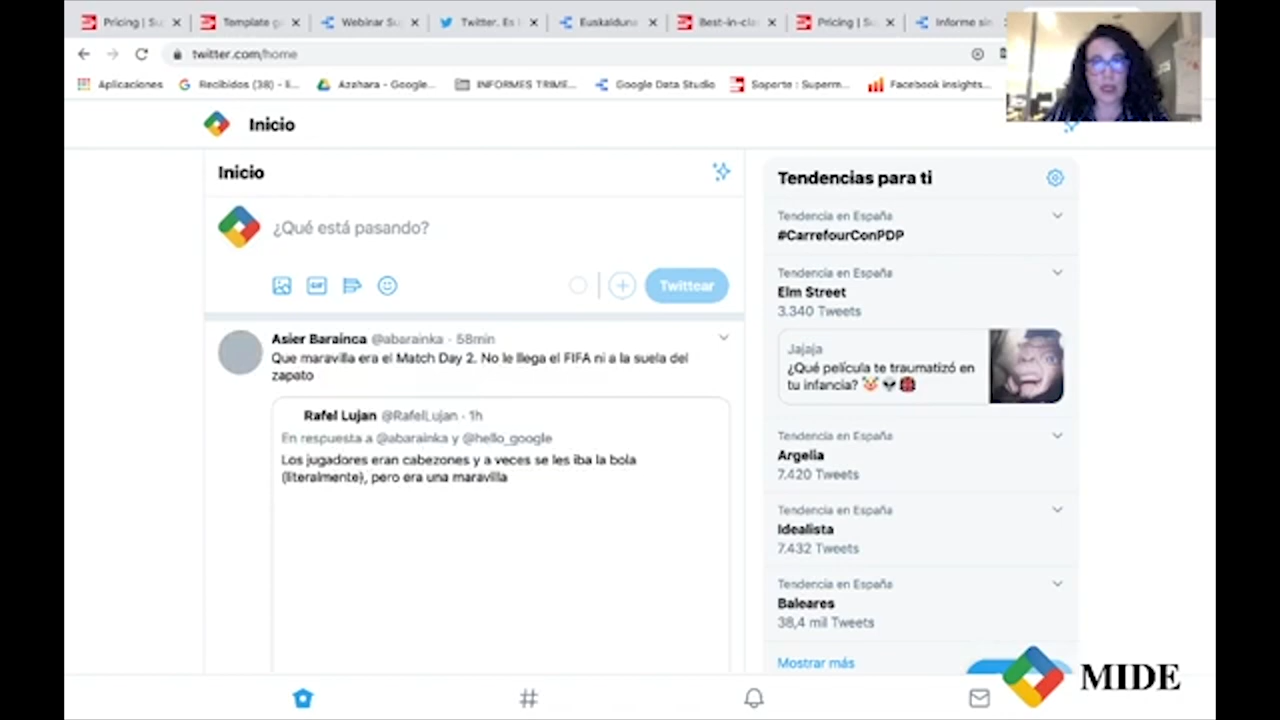 Pricing | Su
Template ga
Webinar Su
Twitter. Es l
Euskalduna
Best-in-clas
Pricing | Su
Informe sin
twitter.com/home
Aplicaciones
Recibidos (38) - l...
Azahara - Google...
INFORMES TRIME...
Google Data Studio
Soporte : Superm...
Facebook insights...
Inicio
Inicio
¿Qué está pasando?
GIF
Twittear
Asier Barainca @abarainka · 58min
Que maravilla era el Match Day 2. No le llega el FIFA ni a la suela del
zapato
Rafel Lujan @RafelLujan · 1h
En respuesta a @abarainka y @hello_google
Los jugadores eran cabezones y a veces se les iba la bola
(literalmente), pero era una maravilla
Tendencias para ti
Tendencia en España
#CarrefourConPDP
Tendencia en España
Elm Street
3.340 Tweets
Jajaja
¿Qué película te traumatizó en
tu infancia?
Tendencia en España
Argelia
7.420 Tweets
Tendencia en España
Idealista
7.432 Tweets
Tendencia en España
Baleares
38,4 mil Tweets
Mostrar más
MIDE